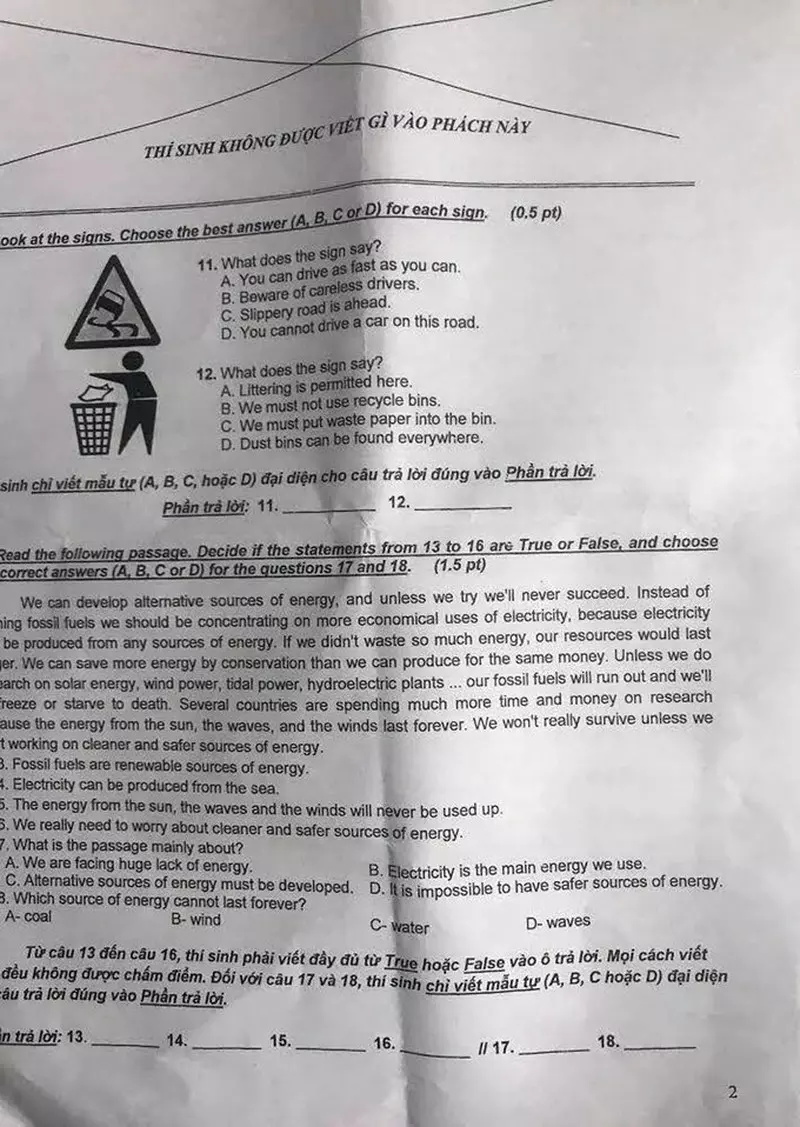 THÍ SINH KHÔNG ĐƯỢC VIẾT GÌ VÀO PHÁCH NÀY
ook at the signs. Choose the best answer (A, B, C or D) for each sign. (0.5 pt)
11. What does the sign say?
A. You can drive as fast as you can.
B. Beware of careless drivers.
C. Slippery road is ahead.
D. You cannot drive a car on this road.
12. What does the sign say?
A. Littering is permitted here.
B. We must not use recycle bins.
C. We must put waste paper into the bin.
D. Dust bins can be found everywhere.
sinh chỉ viết mẫu tự (A, B, C, hoặc D) đại diện cho câu trả lời đúng vào Phần trả lời.
Phần trả lời: 11. __________ 12. __________
Read the following passage. Decide if the statements from 13 to 16 are True or False, and choose
correct answers (A, B, C or D) for the questions 17 and 18. (1.5 pt)
We can develop alternative sources of energy, and unless we try we'll never succeed. Instead of
ning fossil fuels we should be concentrating on more economical uses of electricity, because electricity
be produced from any sources of energy. If we didn't waste so much energy, our resources would last
ger. We can save more energy by conservation than we can produce for the same money. Unless we do
earch on solar energy, wind power, tidal power, hydroelectric plants ... our fossil fuels will run out and we'll
freeze or starve to death. Several countries are spending much more time and money on research
ause the energy from the sun, the waves, and the winds last forever. We won't really survive unless we
t working on cleaner and safer sources of energy.
3. Fossil fuels are renewable sources of energy.
4. Electricity can be produced from the sea.
5. The energy from the sun, the waves and the winds will never be used up.
6. We really need to worry about cleaner and safer sources of energy.
7. What is the passage mainly about?
A. We are facing huge lack of energy. B. Electricity is the main energy we use.
C. Alternative sources of energy must be developed. D. It is impossible to have safer sources of energy.
8. Which source of energy cannot last forever?
A- coal B- wind C- water D- waves
Từ câu 13 đến câu 16, thí sinh phải viết đầy đủ từ True hoặc False vào ô trả lời. Mọi cách viết
đều không được chấm điểm. Đối với câu 17 và 18, thí sinh chỉ viết mẫu tự (A, B, C hoặc D) đại diện
câu trả lời đúng vào Phần trả lời.
n trả lời: 13. ________ 14. ________ 15. ________ 16. ________ // 17. ________ 18. ________
2